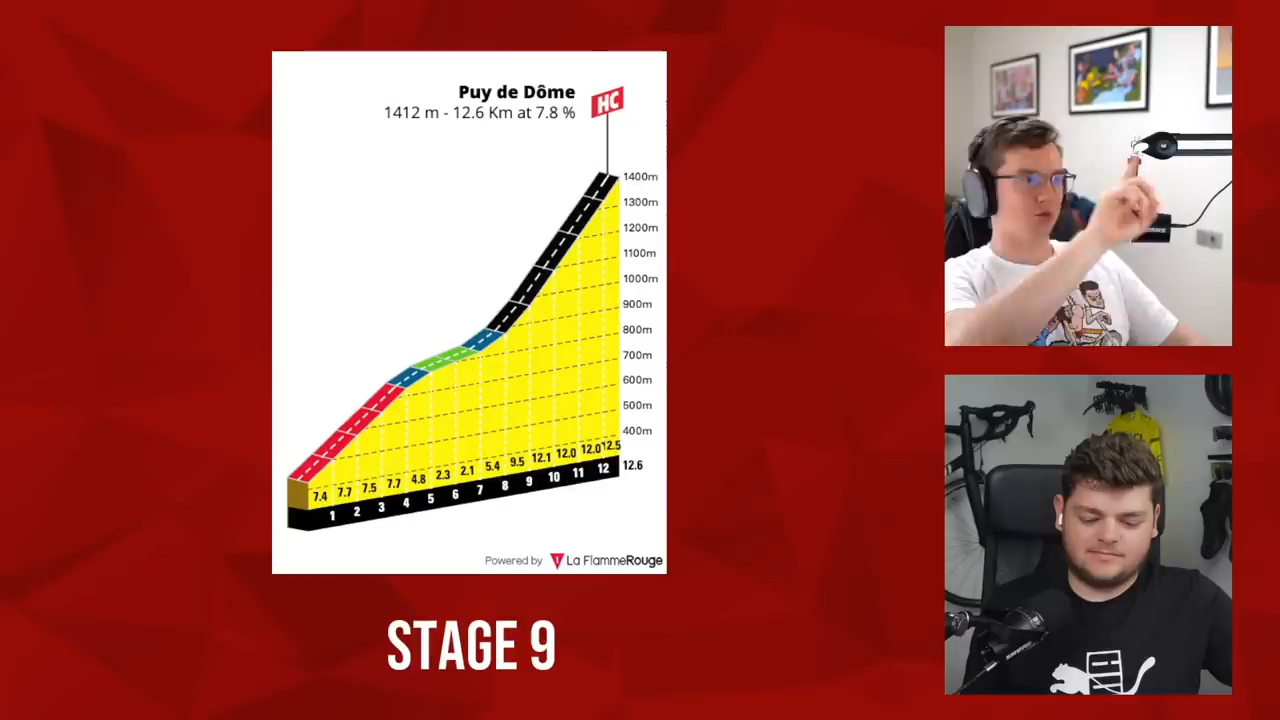 Puy de Dôme
1412 m - 12.6 Km at 7.8 %
HC
1400m
1300m
1200m
1100m
1000m
900m
800m
700m
600m
500m
400m
7.4 7.7 7.5 7.7 4.8 2.3 2.1 5.4 9.5 12.1 12.0 12.0 12.5
1 2 3 4 5 6 7 8 9 10 11 12 12.6
Powered by La FlammeRouge
STAGE 9